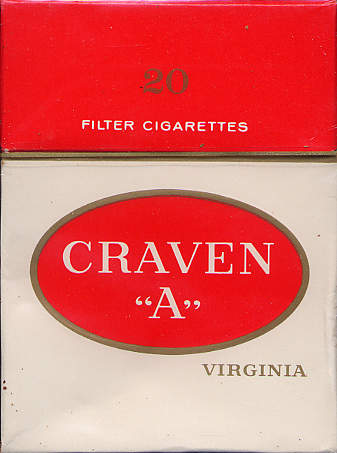 20
FILTER CIGARETTES
CRAVEN
“A”
VIRGINIA